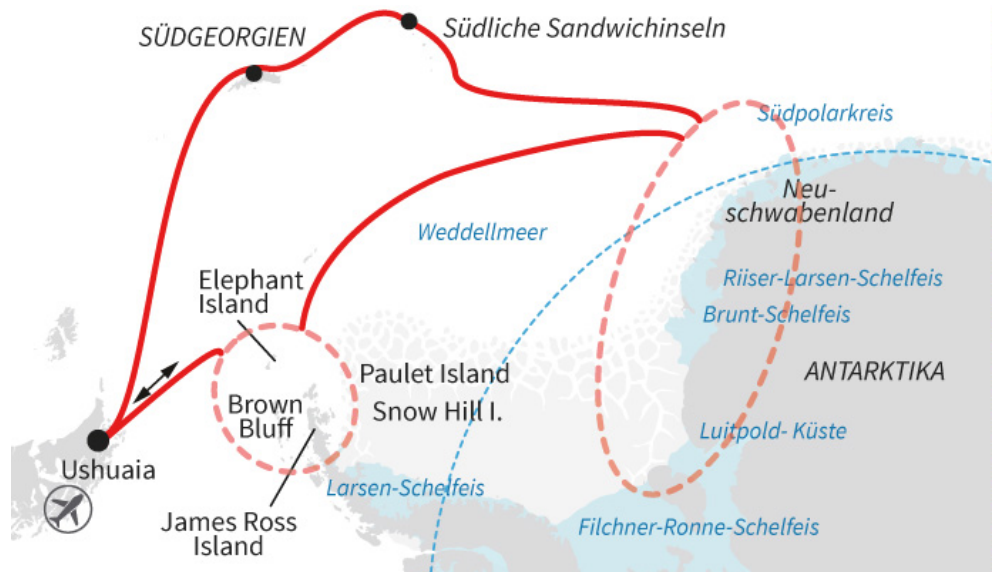 SÜDGEORGIEN
Südliche Sandwichinseln
Südpolarkreis
Neu-
schwabenland
Weddellmeer
Elephant
Island
Riiser-Larsen-Schelfeis
Brunt-Schelfeis
Paulet Island
ANTARKTIKA
Snow Hill I.
Brown
Bluff
Luitpold- Küste
Ushuaia
Larsen-Schelfeis
James Ross
Island
Filchner-Ronne-Schelfeis